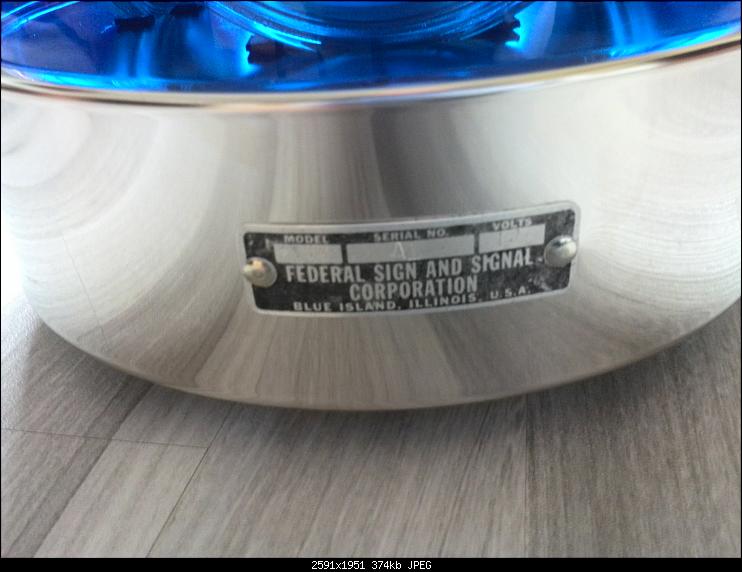 MODEL SERIAL NO. VOLTS
A
FEDERAL SIGN AND SIGNAL
CORPORATION
BLUE ISLAND, ILLINOIS, U.S.A.
2591x1951 374kb JPEG